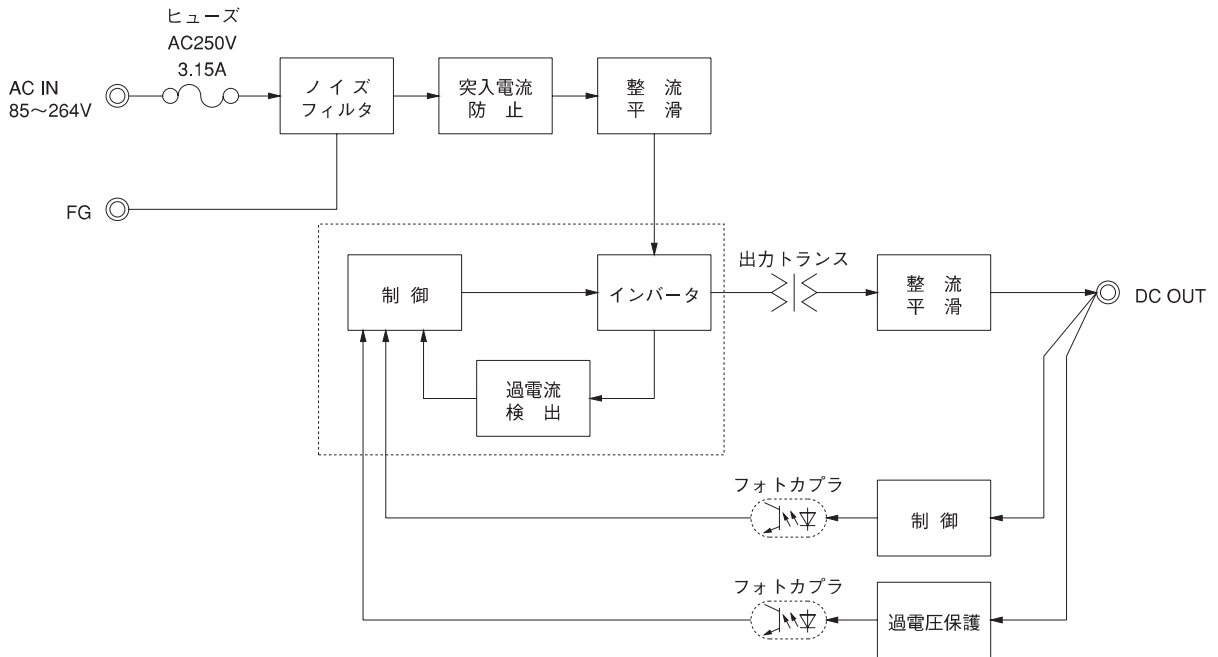 ヒューズ
AC250V
3.15A
AC IN
85～264V
ノイズ
フィルタ
突入電流
防 止
整 流
平 滑
FG
制 御
インバータ
出力トランス
整 流
平 滑
DC OUT
過電流
検 出
フォトカプラ
制 御
フォトカプラ
過電圧保護